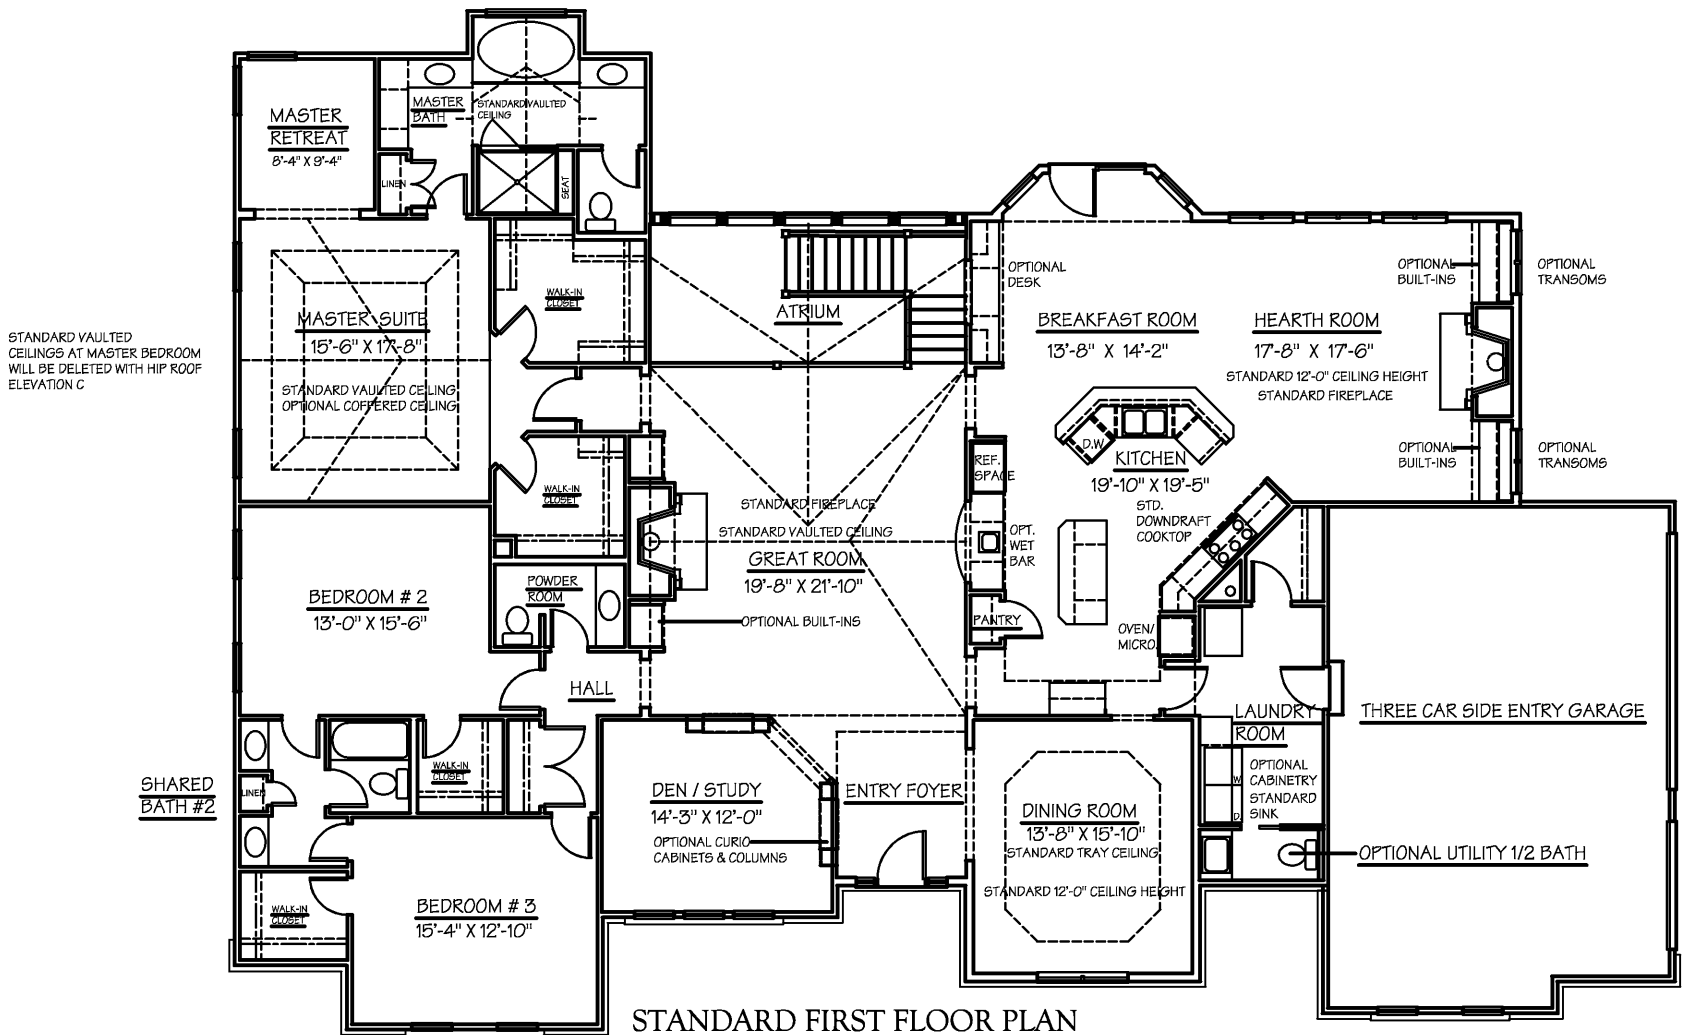 MASTER
RETREAT
8'-4" X 9'-4"
MASTER
BATH
STANDARD VAULTED
CEILING
LINEN
SEAT
WALK-IN
CLOSET
MASTER SUITE
15'-6" X 17'-8"
STANDARD VAULTED CEILING
OPTIONAL COFFERED CEILING
STANDARD VAULTED
CEILINGS AT MASTER BEDROOM
WILL BE DELETED WITH HIP ROOF
ELEVATION C
WALK-IN
CLOSET
ATRIUM
OPTIONAL
DESK
BREAKFAST ROOM
13'-8" X 14'-2"
HEARTH ROOM
17'-8" X 17'-6"
STANDARD 12'-0" CEILING HEIGHT
STANDARD FIREPLACE
OPTIONAL
BUILT-INS
OPTIONAL
TRANSOMS
OPTIONAL
BUILT-INS
OPTIONAL
TRANSOMS
D.W
KITCHEN
19'-10" X 19'-5"
STD.
DOWNDRAFT
COOKTOP
REF.
SPACE
OPT.
WET
BAR
PANTRY
OVEN/
MICRO.
STANDARD FIREPLACE
STANDARD VAULTED CEILING
GREAT ROOM
19'-8" X 21'-10"
OPTIONAL BUILT-INS
POWDER
ROOM
BEDROOM # 2
13'-0" X 15'-6"
HALL
SHARED
BATH #2
LINEN
WALK-IN
CLOSET
WALK-IN
CLOSET
BEDROOM # 3
15'-4" X 12'-10"
DEN / STUDY
14'-3" X 12'-0"
OPTIONAL CURIO
CABINETS & COLUMNS
ENTRY FOYER
DINING ROOM
13'-8" X 15'-10"
STANDARD TRAY CEILING
STANDARD 12'-0" CEILING HEIGHT
LAUNDRY
ROOM
OPTIONAL
CABINETRY
STANDARD
SINK
W.
D.
THREE CAR SIDE ENTRY GARAGE
OPTIONAL UTILITY 1/2 BATH
STANDARD FIRST FLOOR PLAN